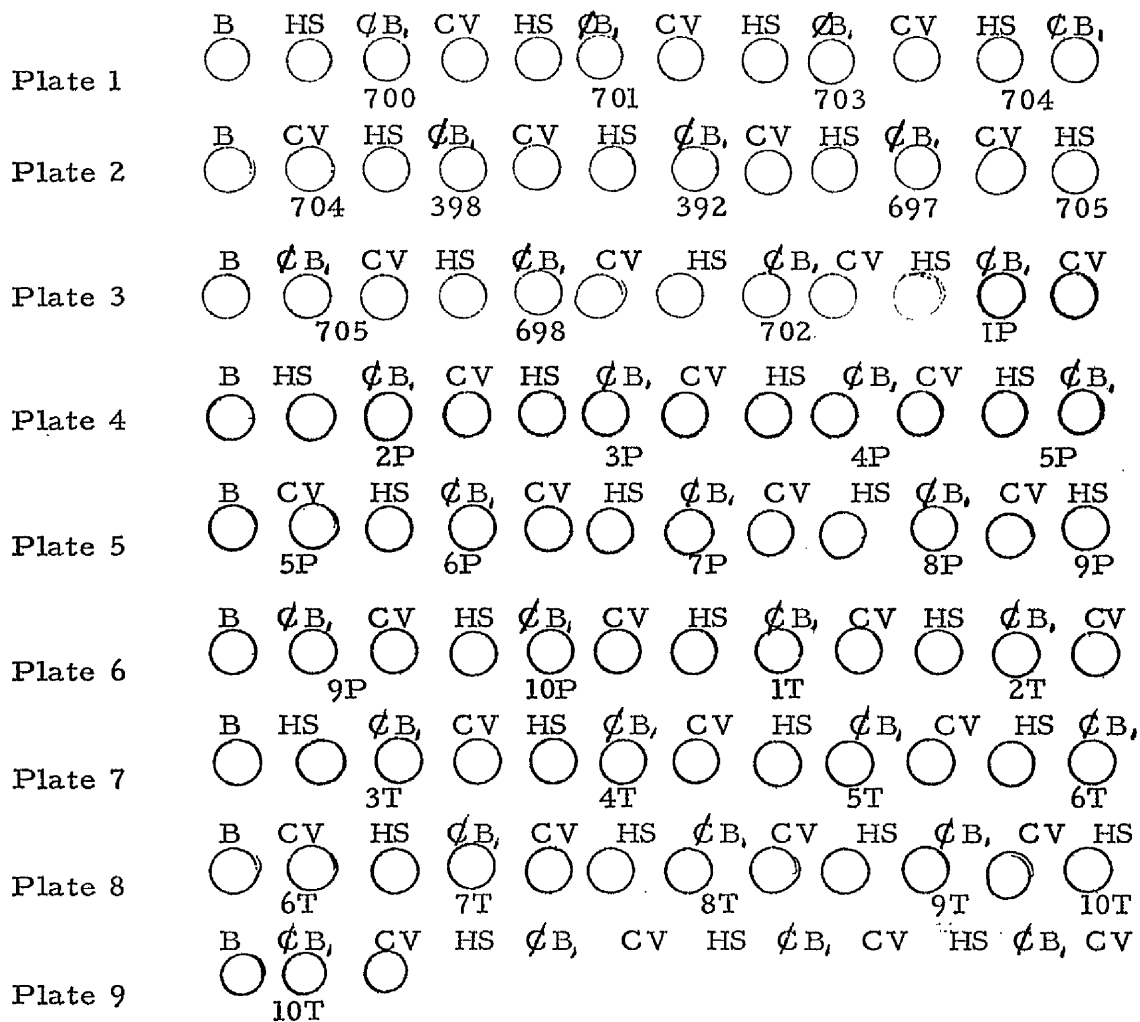 B HS ₵B, CV HS ₵B, CV HS ₵B, CV HS ₵B,
Plate 1
700 701 703 704
B CV HS ₵B, CV HS ₵B, CV HS ₵B, CV HS
Plate 2
704 398 392 697 705
B ₵B, CV HS ₵B, CV HS ₵B, CV HS ₵B, CV
Plate 3
705 698 702 1P
B HS ₵B, CV HS ₵B, CV HS ₵B, CV HS ₵B,
Plate 4
2P 3P 4P 5P
B CV HS ₵B, CV HS ₵B, CV HS ₵B, CV HS
Plate 5
5P 6P 7P 8P 9P
B ₵B, CV HS ₵B, CV HS ₵B, CV HS ₵B, CV
Plate 6
9P 10P 1T 2T
B HS ₵B, CV HS ₵B, CV HS ₵B, CV HS ₵B,
Plate 7
3T 4T 5T 6T
B CV HS ₵B, CV HS ₵B, CV HS ₵B, CV HS
Plate 8
6T 7T 8T 9T 10T
B ₵B, CV HS ₵B, CV HS ₵B, CV HS ₵B, CV
Plate 9
10T